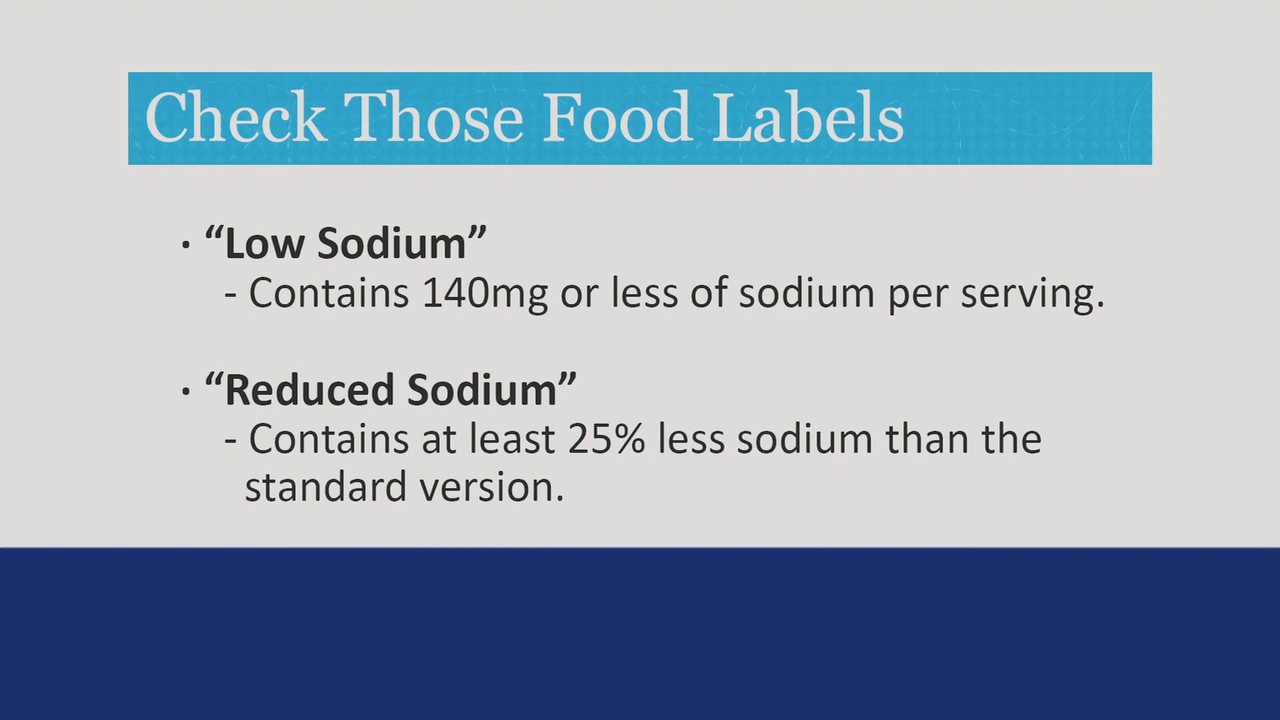 Check Those Food Labels
· “Low Sodium”
- Contains 140mg or less of sodium per serving.
· “Reduced Sodium”
- Contains at least 25% less sodium than the
standard version.